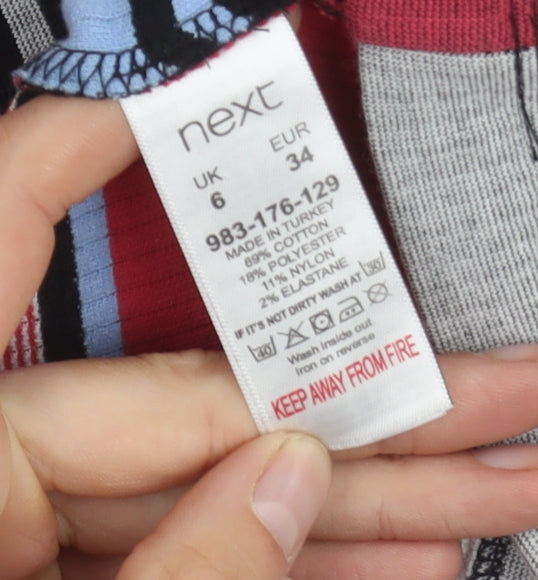 next
UK EUR
6 34
983-176-129
MADE IN TURKEY
69% COTTON
18% POLYESTER
11% NYLON
2% ELASTANE
IF IT'S NOT DIRTY WASH AT 30
40
Wash inside out
Iron on reverse
KEEP AWAY FROM FIRE